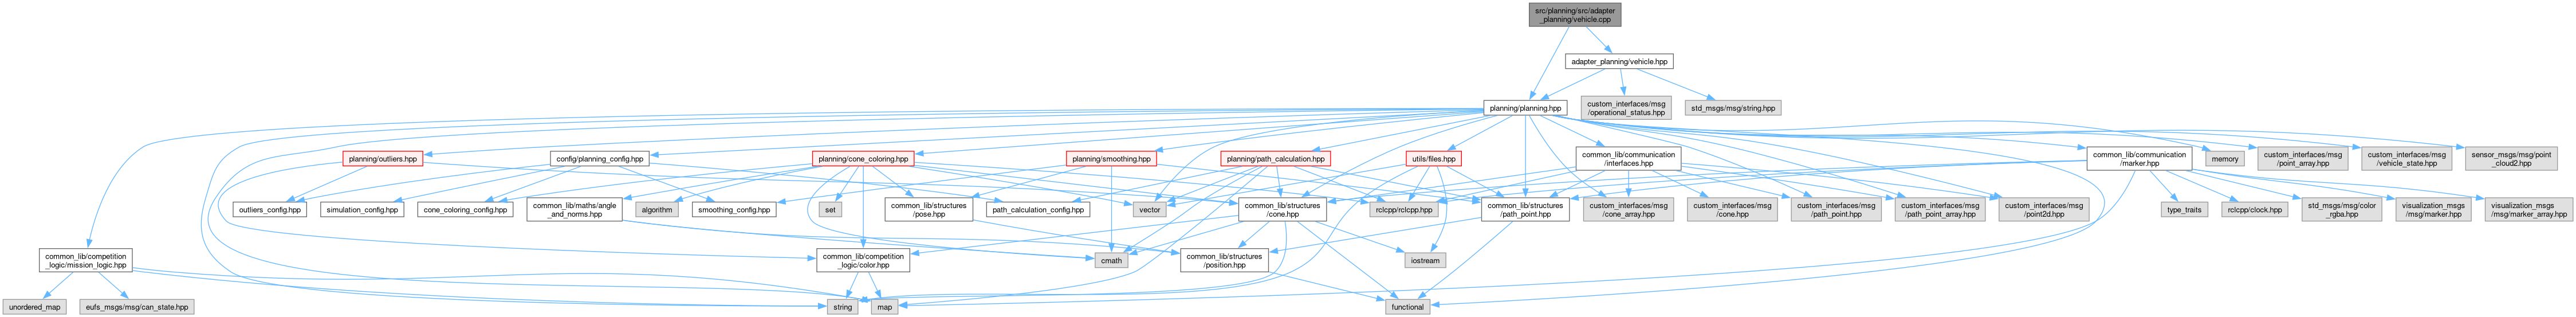 src/planning/src/adapter
_planning/vehicle.cpp
adapter_planning/vehicle.hpp
planning/planning.hpp
custom_interfaces/msg
/operational_status.hpp
std_msgs/msg/string.hpp
planning/outliers.hpp
config/planning_config.hpp
planning/cone_coloring.hpp
planning/smoothing.hpp
planning/path_calculation.hpp
utils/files.hpp
common_lib/communication
/interfaces.hpp
common_lib/communication
/marker.hpp
memory
custom_interfaces/msg
/point_array.hpp
custom_interfaces/msg
/vehicle_state.hpp
sensor_msgs/msg/point
_cloud2.hpp
outliers_config.hpp
simulation_config.hpp
cone_coloring_config.hpp
common_lib/maths/angle
_and_norms.hpp
algorithm
smoothing_config.hpp
set
common_lib/structures
/pose.hpp
path_calculation_config.hpp
vector
common_lib/structures
/cone.hpp
rclcpp/rclcpp.hpp
common_lib/structures
/path_point.hpp
custom_interfaces/msg
/cone_array.hpp
custom_interfaces/msg
/cone.hpp
custom_interfaces/msg
/path_point.hpp
custom_interfaces/msg
/path_point_array.hpp
custom_interfaces/msg
/point2d.hpp
type_traits
rclcpp/clock.hpp
std_msgs/msg/color
_rgba.hpp
visualization_msgs
/msg/marker.hpp
visualization_msgs
/msg/marker_array.hpp
common_lib/competition
_logic/mission_logic.hpp
common_lib/competition
_logic/color.hpp
cmath
common_lib/structures
/position.hpp
iostream
unordered_map
eufs_msgs/msg/can_state.hpp
string
map
functional